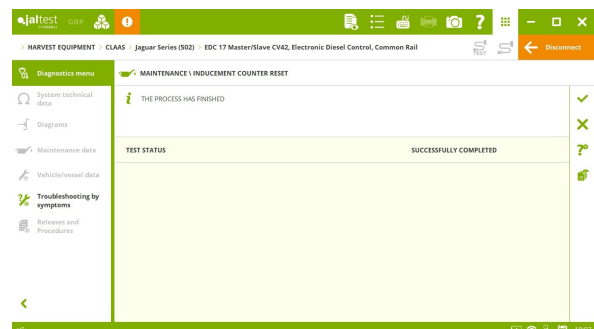 jaltest GRP
HARVEST EQUIPMENT > CLAAS > Jaguar Series (502) > EDC 17 Master/Slave CV42, Electronic Diesel Control, Common Rail
TEST
Disconnect
Diagnostics menu
MAINTENANCE \ INDUCEMENT COUNTER RESET
System technical
data
THE PROCESS HAS FINISHED
Diagrams
Maintenance data
TEST STATUS SUCCESSFULLY COMPLETED
Vehicle/vessel data
Troubleshooting by
symptoms
Releases and
Procedures